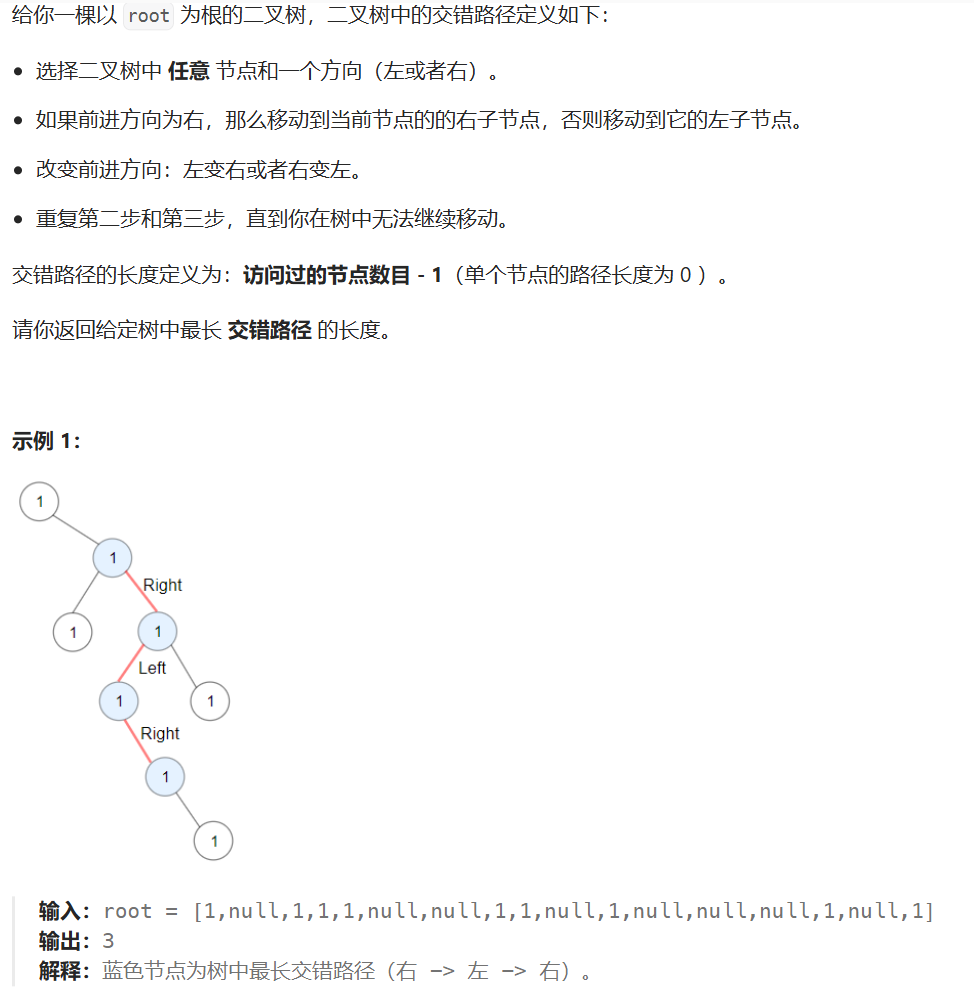 给你一棵以 root 为根的二叉树，二叉树中的交错路径定义如下：
• 选择二叉树中 任意 节点和一个方向（左或者右）。
• 如果前进方向为右，那么移动到当前节点的的右子节点，否则移动到它的左子节点。
• 改变前进方向：左变右或者右变左。
• 重复第二步和第三步，直到你在树中无法继续移动。
交错路径的长度定义为：访问过的节点数目 - 1（单个节点的路径长度为 0 ）。
请你返回给定树中最长 交错路径 的长度。
示例 1：
1
1
Right
1
1
Left
1
1
Right
1
1
输入：root = [1,null,1,1,1,null,null,1,1,null,1,null,null,null,1,null,1]
输出：3
解释：蓝色节点为树中最长交错路径（右 -> 左 -> 右）。